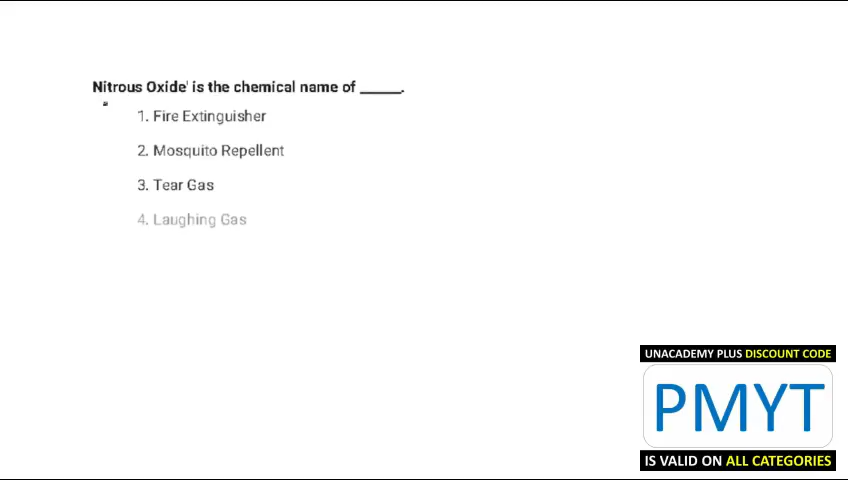 Nitrous Oxide' is the chemical name of _____.
1. Fire Extinguisher
2. Mosquito Repellent
3. Tear Gas
4. Laughing Gas
UNACADEMY PLUS DISCOUNT CODE
PMYT
IS VALID ON ALL CATEGORIES